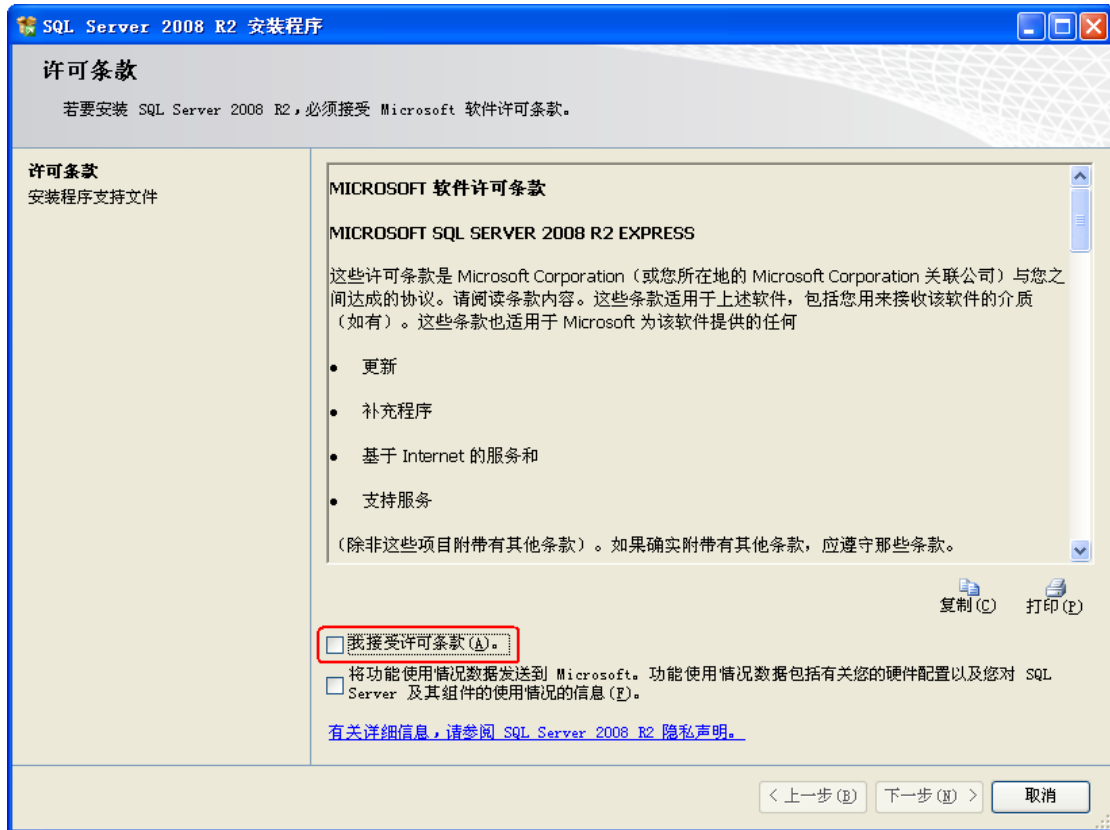 SQL Server 2008 R2 安装程序
许可条款
若要安装 SQL Server 2008 R2，必须接受 Microsoft 软件许可条款。
许可条款
安装程序支持文件
MICROSOFT 软件许可条款
MICROSOFT SQL SERVER 2008 R2 EXPRESS
这些许可条款是 Microsoft Corporation（或您所在地的 Microsoft Corporation 关联公司）与您之
间达成的协议。请阅读条款内容。这些条款适用于上述软件，包括您用来接收该软件的介质
（如有）。这些条款也适用于 Microsoft 为该软件提供的任何
• 更新
• 补充程序
• 基于 Internet 的服务和
• 支持服务
（除非这些项目附带有其他条款）。如果确实附带有其他条款，应遵守那些条款。
复制(C) 打印(P)
我接受许可条款(A)。
将功能使用情况数据发送到 Microsoft。功能使用情况数据包括有关您的硬件配置以及您对 SQL
Server 及其组件的使用情况的信息(F)。
有关详细信息，请参阅 SQL Server 2008 R2 隐私声明。
< 上一步(B) 下一步(N) > 取消